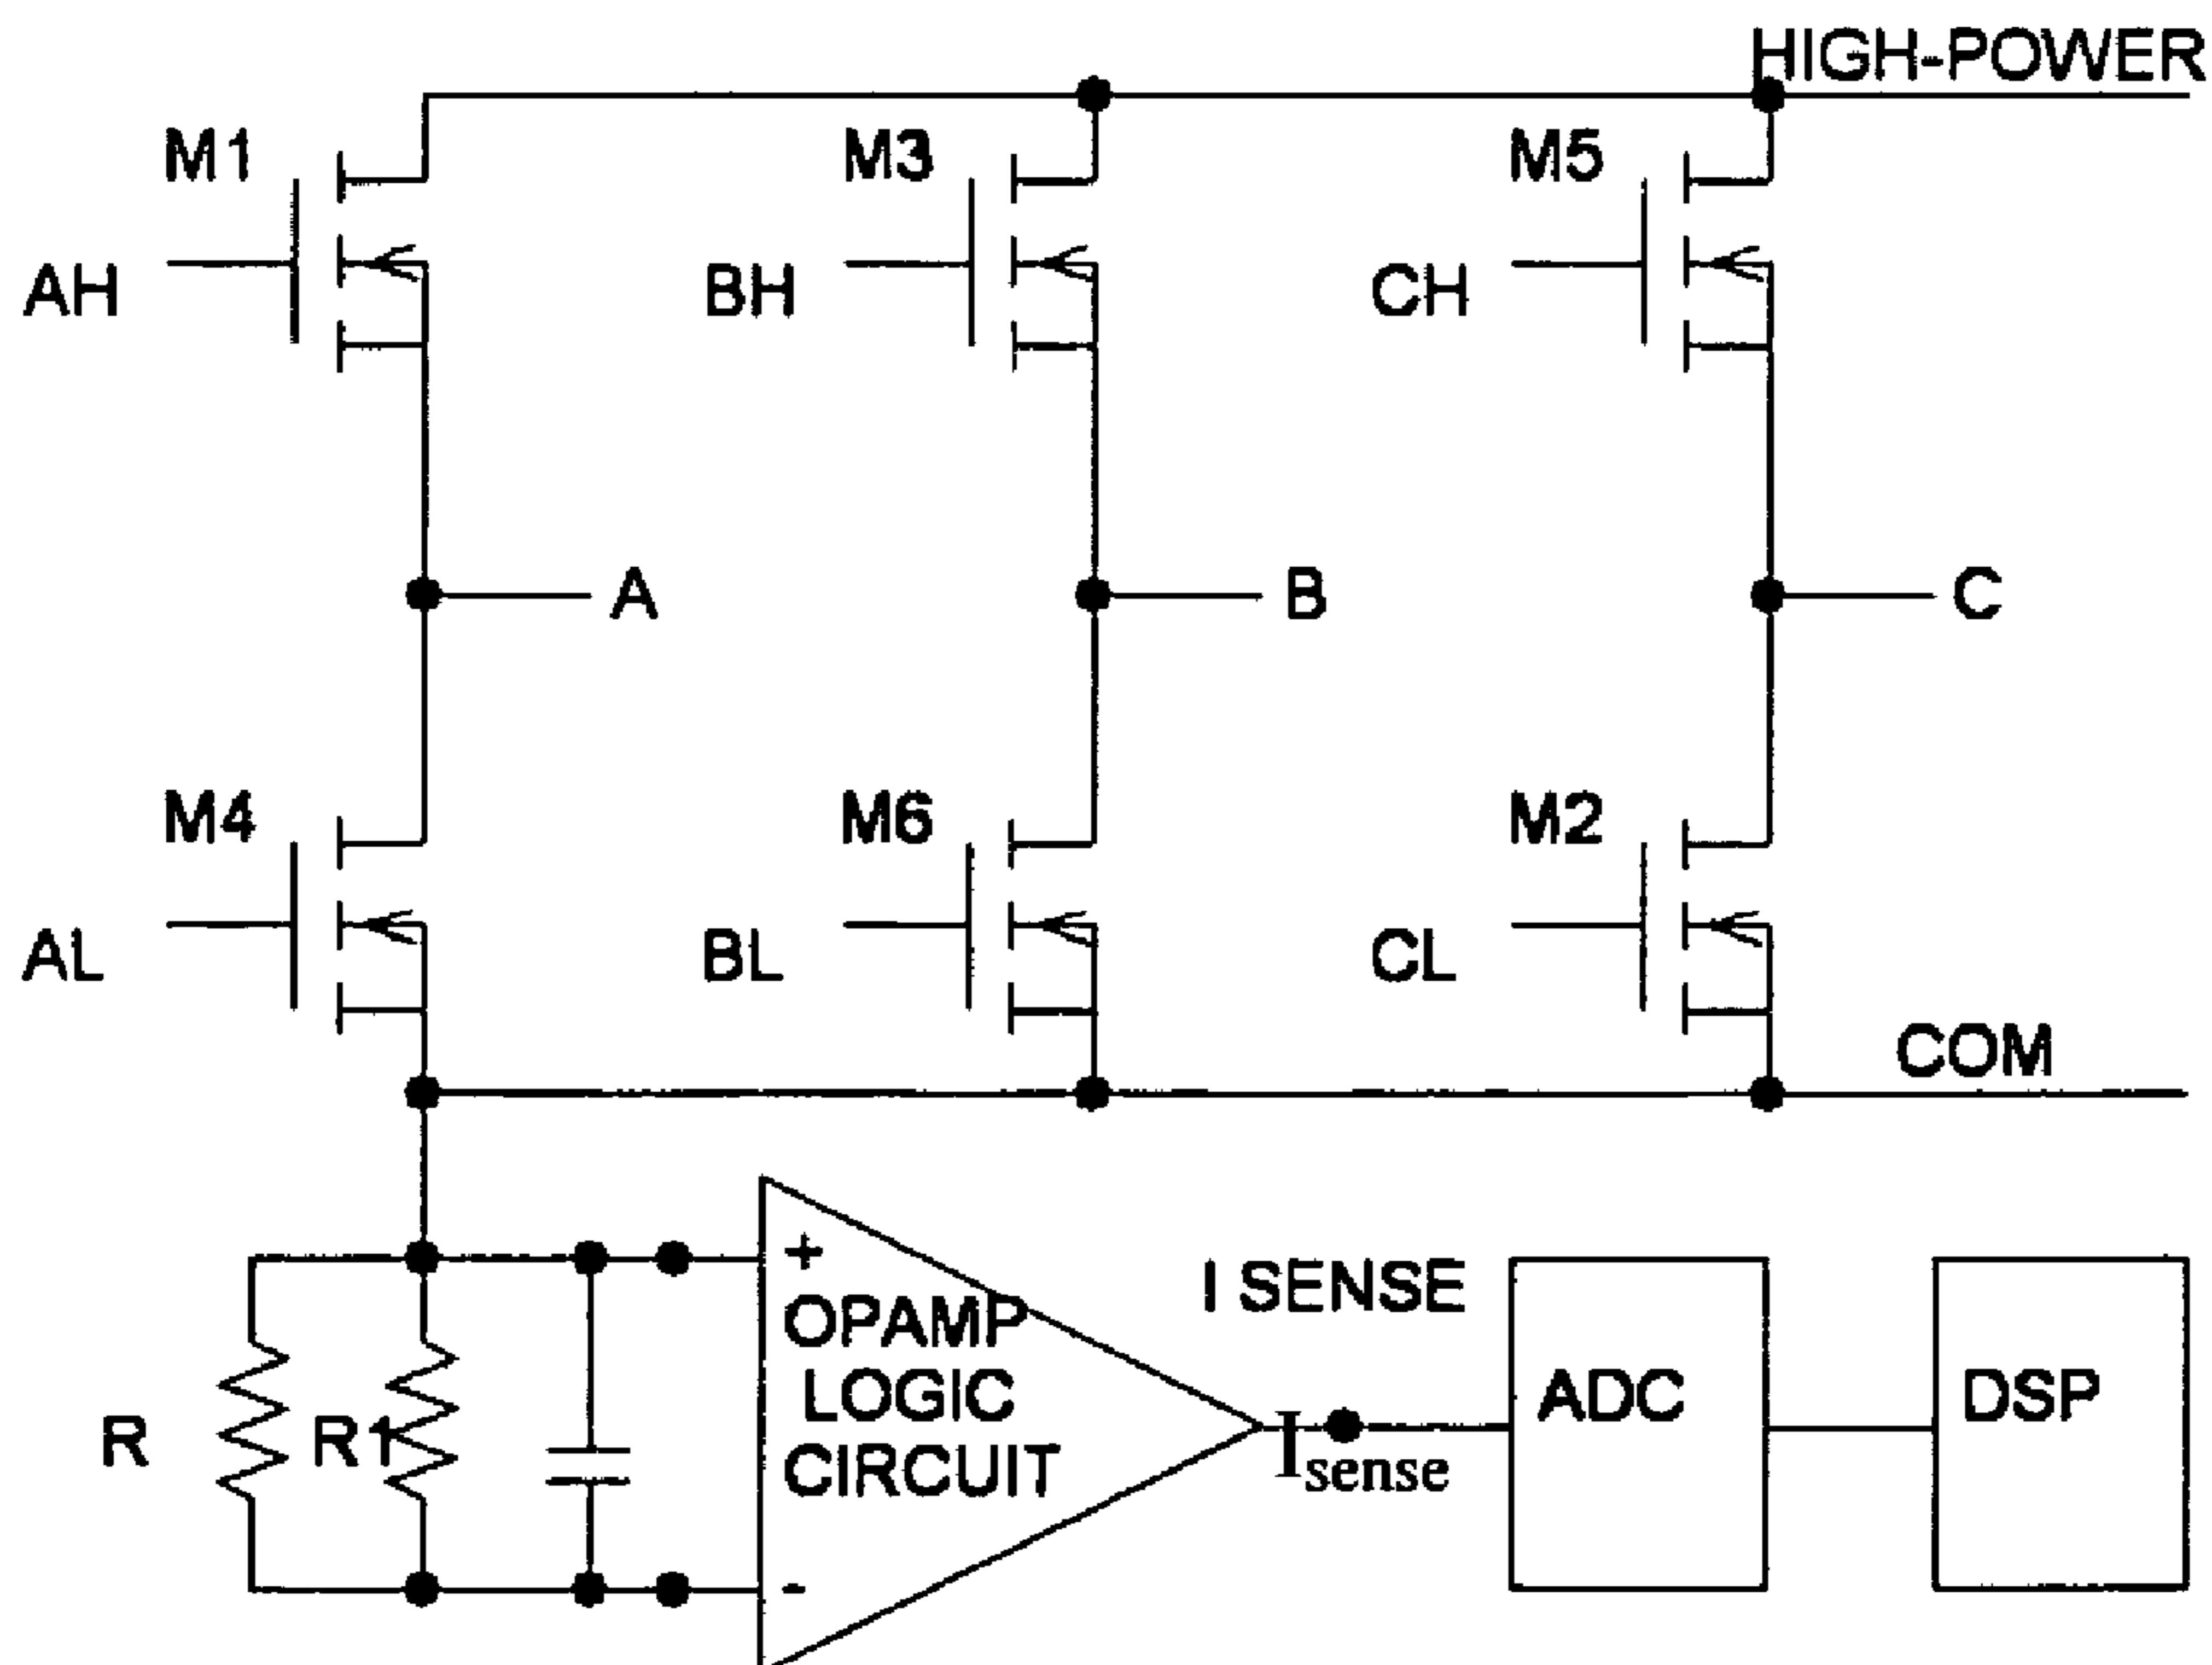 HIGH-POWER
M1
M3
M5
AH
BH
CH
A
B
C
M4
M6
M2
AL
BL
CL
COM
+
OPAMP
LOGIC
CIRCUIT
-
I SENSE
Isense
ADC
DSP
R
R1